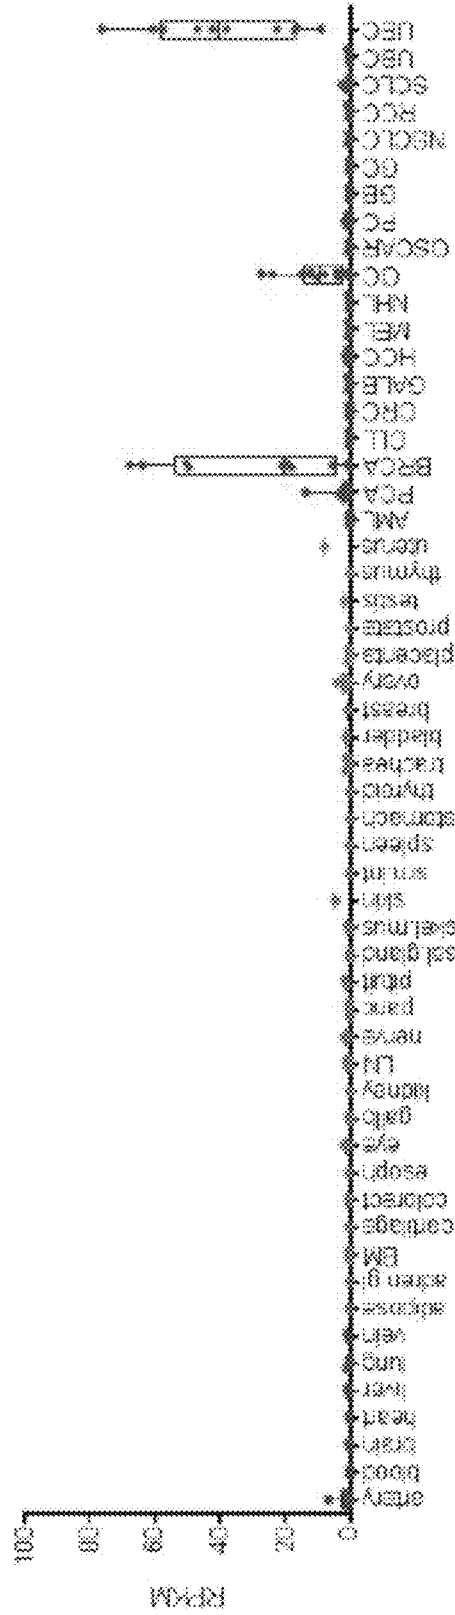 RPKM
0
20
40
60
80
100
artery
blood
brain
heart
liver
lung
vein
adipose
adren.gl
BM
cartilage
colorect
esoph
eye
gallb
kidney
LN
nerve
panc
pituit
sal.gland
skel.mus
skin
sm.int
spleen
stomach
thyroid
trachea
bladder
breast
ovary
placenta
prostate
testis
thymus
uterus
AML
PCA
BRCA
CLL
CRC
GALB
HCC
MEL
NHL
OC
OSCAR
PC
GB
GC
NSCLC
RCC
SCLC
UBC
UEC